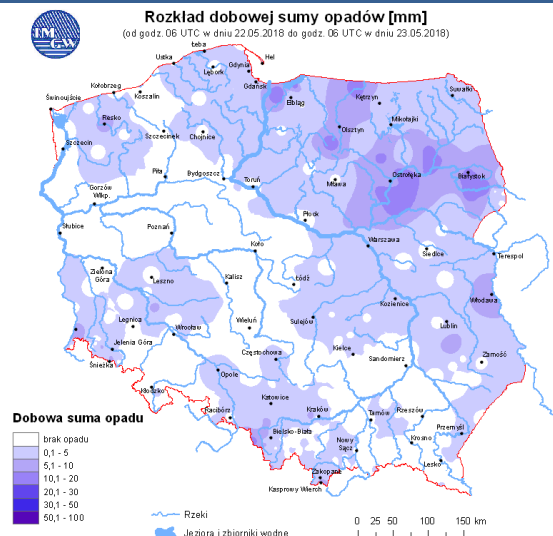 Rozkład dobowej sumy opadów [mm]
(od godz. 06 UTC w dniu 22.05.2018 do godz. 06 UTC w dniu 23.05.2018)
IM
GW
Łeba
Hel
Ustka
Gdynia
Lębork
Gdańsk
Kołobrzeg
Koszalin
Świnoujście
Elbląg
Kętrzyn
Suwałki
Resko
Mikołajki
Olsztyn
Szczecinek
Chojnice
Szczecin
Piła
Bydgoszcz
Toruń
Mława
Ostrołęka
Białystok
Gorzów
Wlkp.
Płock
Słubice
Poznań
Koło
Warszawa
Siedlce
Terespol
Zielona
Góra
Leszno
Kalisz
Łódź
Kozienice
Włodawa
Legnica
Wrocław
Wieluń
Sulejów
Lublin
Jelenia Góra
Kielce
Śnieżka
Częstochowa
Sandomierz
Zamość
Opole
Kłodzko
Katowice
Racibórz
Kraków
Tarnów
Rzeszów
Przemyśl
Bielsko-Biała
Nowy
Sącz
Krosno
Lesko
Zakopane
Kasprowy Wierch
Dobowa suma opadu
brak opadu
0,1 - 5
5,1 - 10
10,1 - 20
20,1 - 30
30,1 - 50
50,1 - 100
Rzeki
Jeziora i zbiorniki wodne
0 25 50 100 150 km